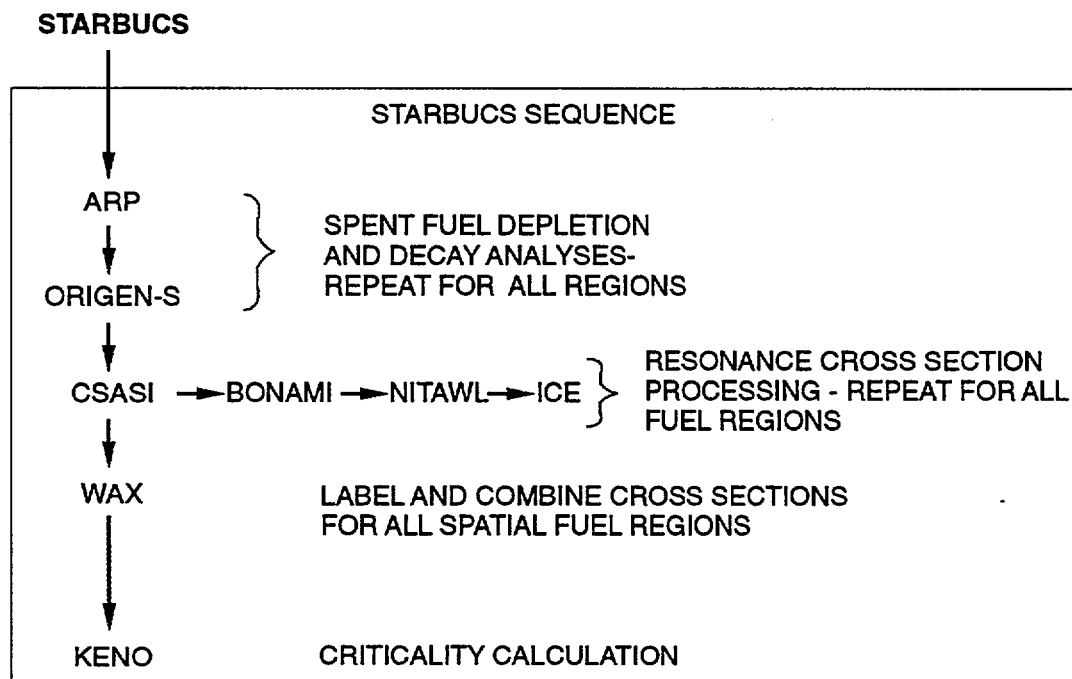 STARBUCS
STARBUCS SEQUENCE
ARP
ORIGEN-S
SPENT FUEL DEPLETION
AND DECAY ANALYSES-
REPEAT FOR ALL REGIONS
CSASI BONAMI NITAWL ICE
RESONANCE CROSS SECTION
PROCESSING - REPEAT FOR ALL
FUEL REGIONS
WAX
LABEL AND COMBINE CROSS SECTIONS
FOR ALL SPATIAL FUEL REGIONS
KENO
CRITICALITY CALCULATION